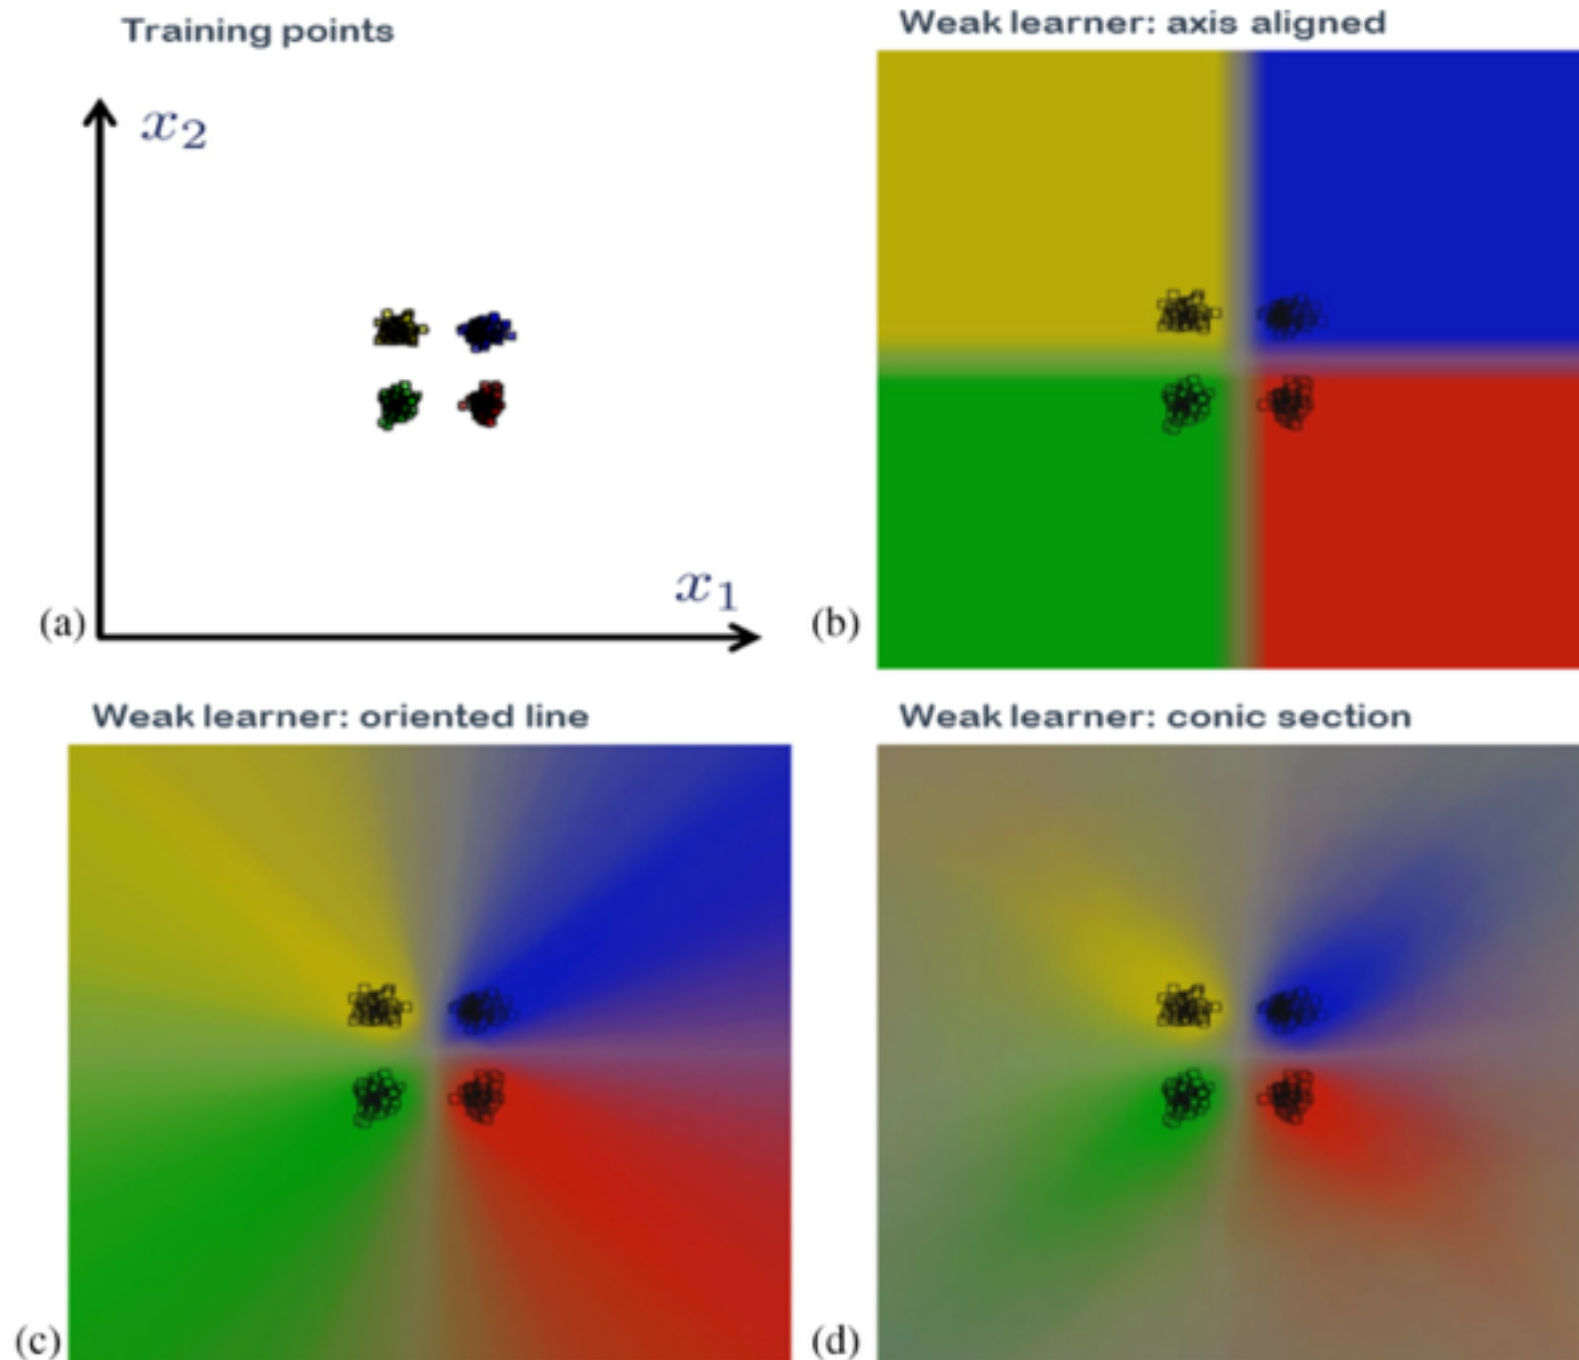 Training points
Weak learner: axis aligned
x2
x1
(a)
(b)
Weak learner: oriented line
Weak learner: conic section
(c)
(d)